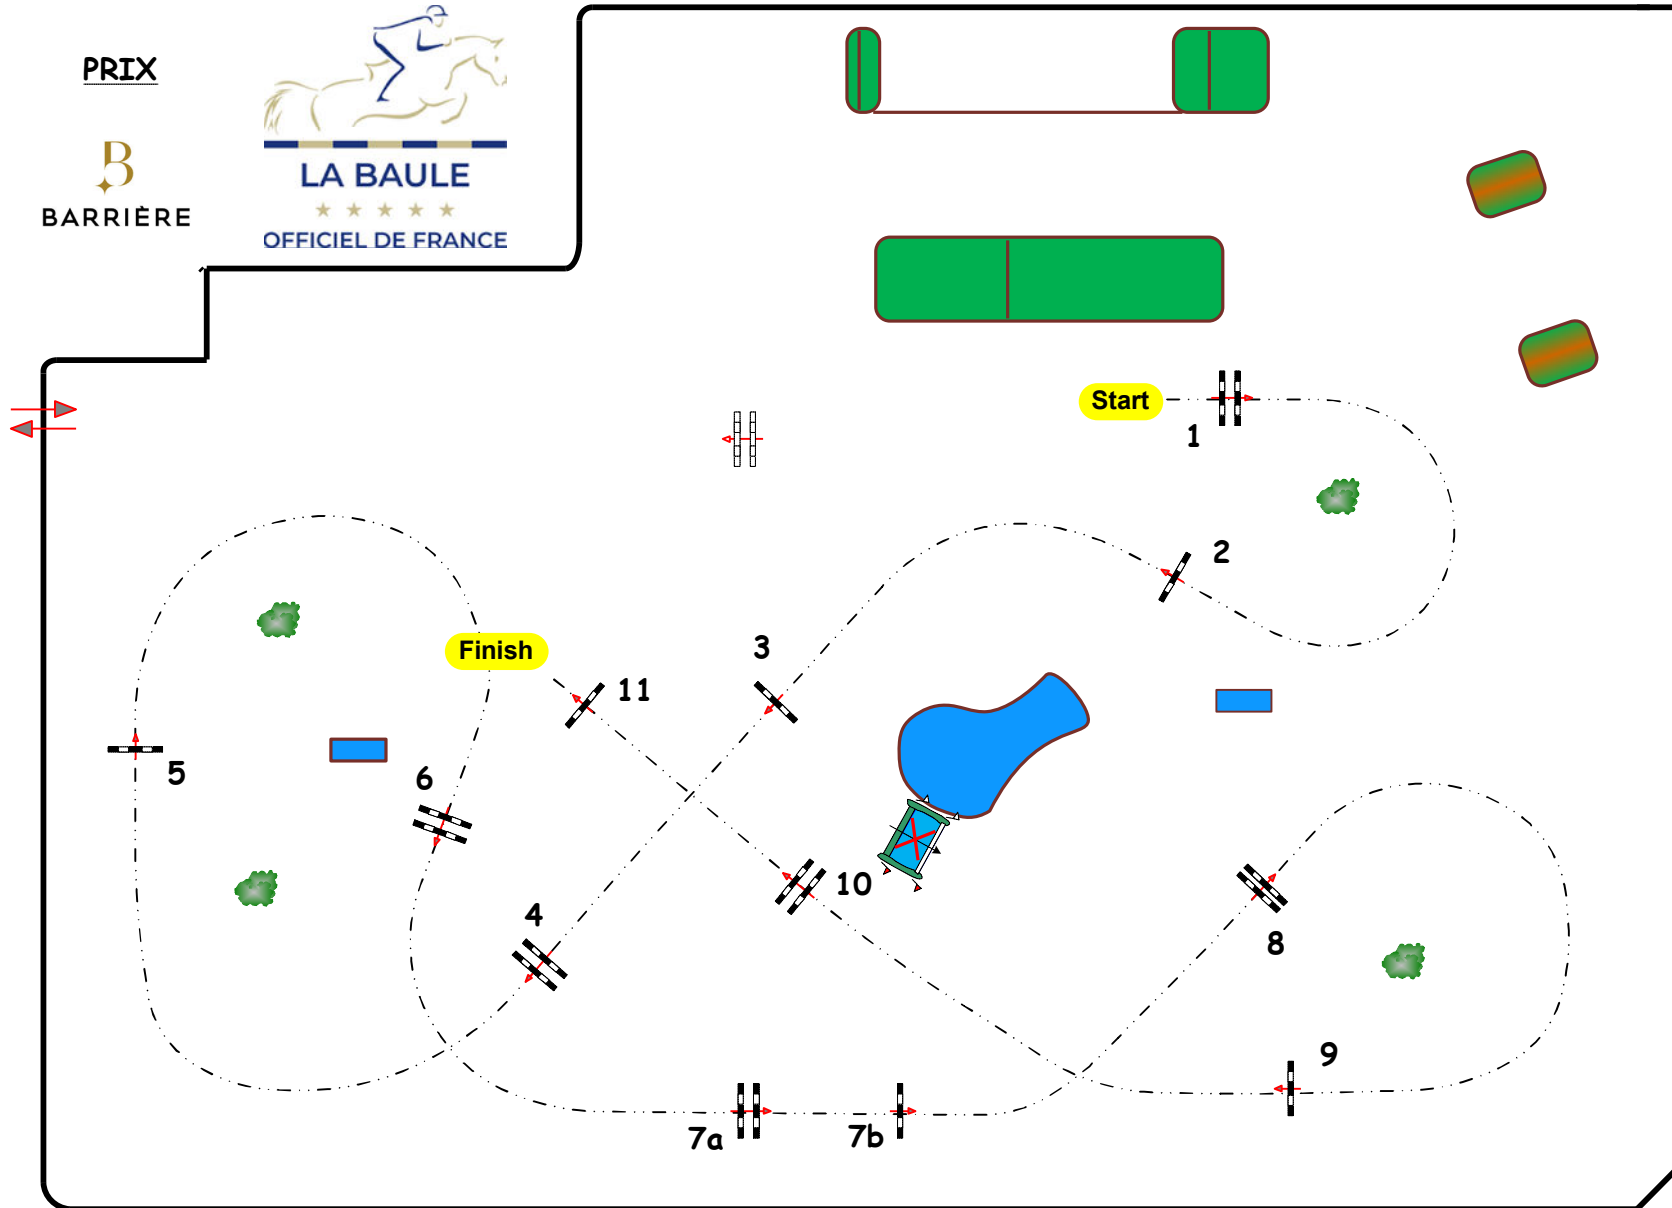 PRIX
BARRIÈRE
LA BAULE
OFFICIEL DE FRANCE
Start
1
2
3
Finish
11
5
6
10
4
8
9
7a
7b